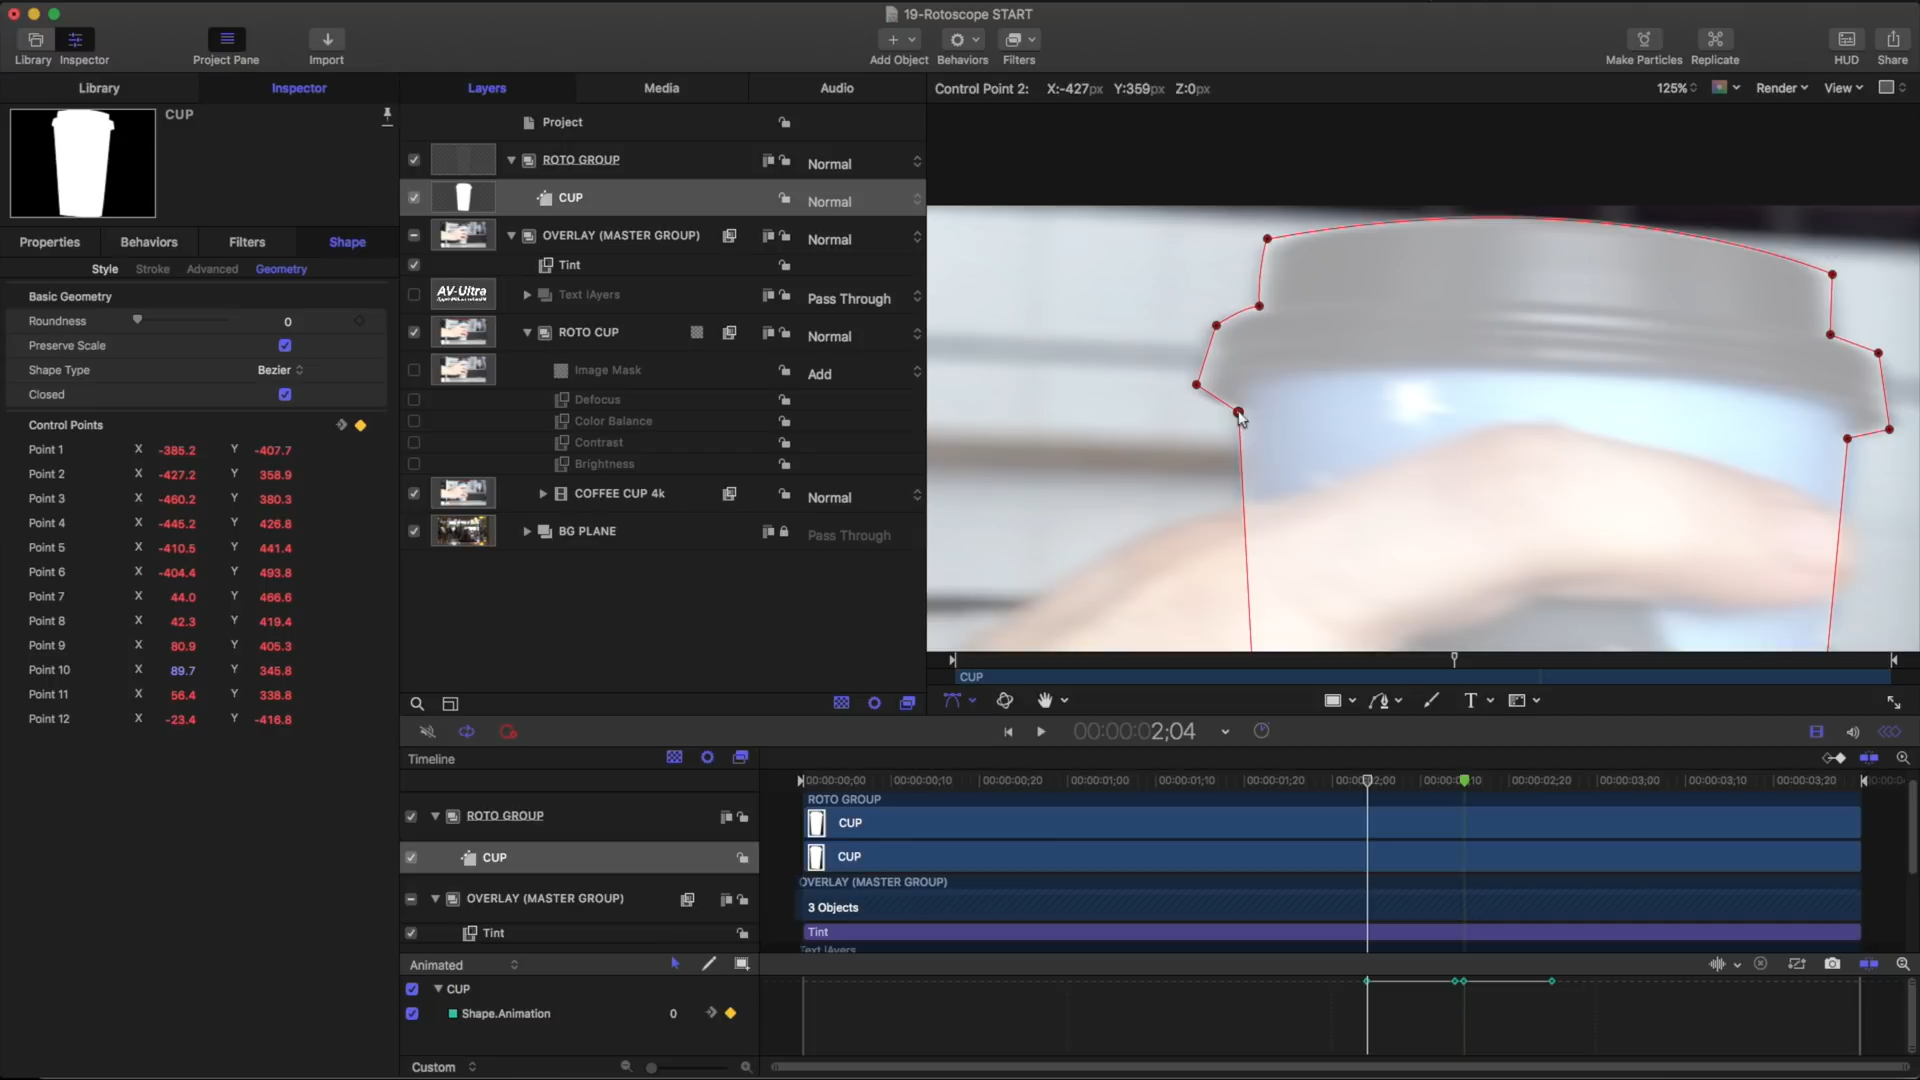 19-Rotoscope START
Library Inspector Project Pane Import Add Object Behaviors Filters Make Particles Replicate HUD Share
Library Inspector Layers Media Audio Control Point 2: X:-427px Y:359px Z:0px 125% Render View
CUP
Properties Behaviors Filters Shape
Style Stroke Advanced Geometry
Basic Geometry
Roundness 0
Preserve Scale
Shape Type Bezier
Closed
Control Points
Point 1 X -385.2 Y -407.7
Point 2 X -427.2 Y 358.9
Point 3 X -460.2 Y 380.3
Point 4 X -445.2 Y 426.8
Point 5 X -410.5 Y 441.4
Point 6 X -404.4 Y 493.8
Point 7 X 44.0 Y 466.6
Point 8 X 42.3 Y 419.4
Point 9 X 80.9 Y 405.3
Point 10 X 89.7 Y 345.8
Point 11 X 56.4 Y 338.8
Point 12 X -23.4 Y -416.8
Project
ROTO GROUP Normal
CUP Normal
OVERLAY (MASTER GROUP) Normal
Tint
AV-Ultra Text lAyers Pass Through
ROTO CUP Normal
Image Mask Add
Defocus
Color Balance
Contrast
Brightness
COFFEE CUP 4k Normal
BG PLANE Pass Through
CUP
T
00:00:00:02;04
Timeline
00:00:00;00 00:00:00;10 00:00:00;20 00:00:01;00 00:00:01;10 00:00:01;20 00:00:02;20 00:00:03;00 00:00:03;10 00:00:03;20
ROTO GROUP
ROTO GROUP
CUP
CUP
CUP
OVERLAY (MASTER GROUP)
OVERLAY (MASTER GROUP)
3 Objects
Tint
Tint
Text lAyers
Animated
CUP
Shape.Animation 0
Custom